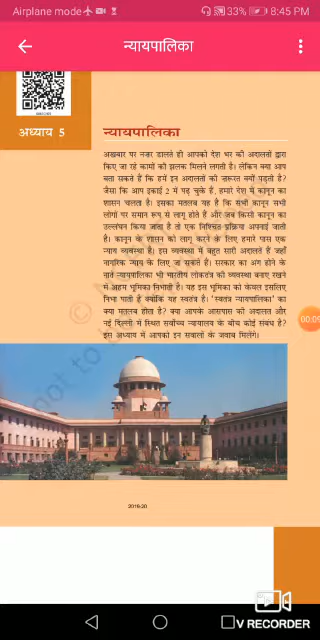 Airplane mode 33% 8:45 PM
न्यायपालिका
अध्याय 5
न्यायपालिका
अखबार पर नज़र डालते ही आपको देश भर की अदालतों द्वारा
किए जा रहे कामों की झलक मिलने लगती है। लेकिन क्या आप
बता सकते हैं कि हमें इन अदालतों की ज़रूरत क्यों पड़ती है?
जैसा कि आप इकाई 2 में पढ़ चुके हैं, हमारे देश में कानून का
शासन चलता है। इसका मतलब यह है कि सभी कानून सभी
लोगों पर समान रूप से लागू होते हैं और जब किसी कानून का
उल्लंघन किया जाता है तो एक निश्चित प्रक्रिया अपनाई जाती
है। कानून के शासन को लागू करने के लिए हमारे पास एक
न्याय व्यवस्था है। इस व्यवस्था में बहुत सारी अदालतें हैं जहाँ
नागरिक न्याय के लिए जा सकते हैं। सरकार का अंग होने के
नाते न्यायपालिका भी भारतीय लोकतंत्र की व्यवस्था बनाए रखने
में अहम भूमिका निभाती है। यह इस भूमिका को केवल इसलिए
निभा पाती है क्योंकि यह स्वतंत्र है। 'स्वतंत्र न्यायपालिका' का
क्या मतलब होता है? क्या आपके आसपास की अदालत और
नई दिल्ली में स्थित सर्वोच्च न्यायालय के बीच कोई संबंध है?
इस अध्याय में आपको इन सवालों के जवाब मिलेंगे।
00:09
2019-20
V RECORDER